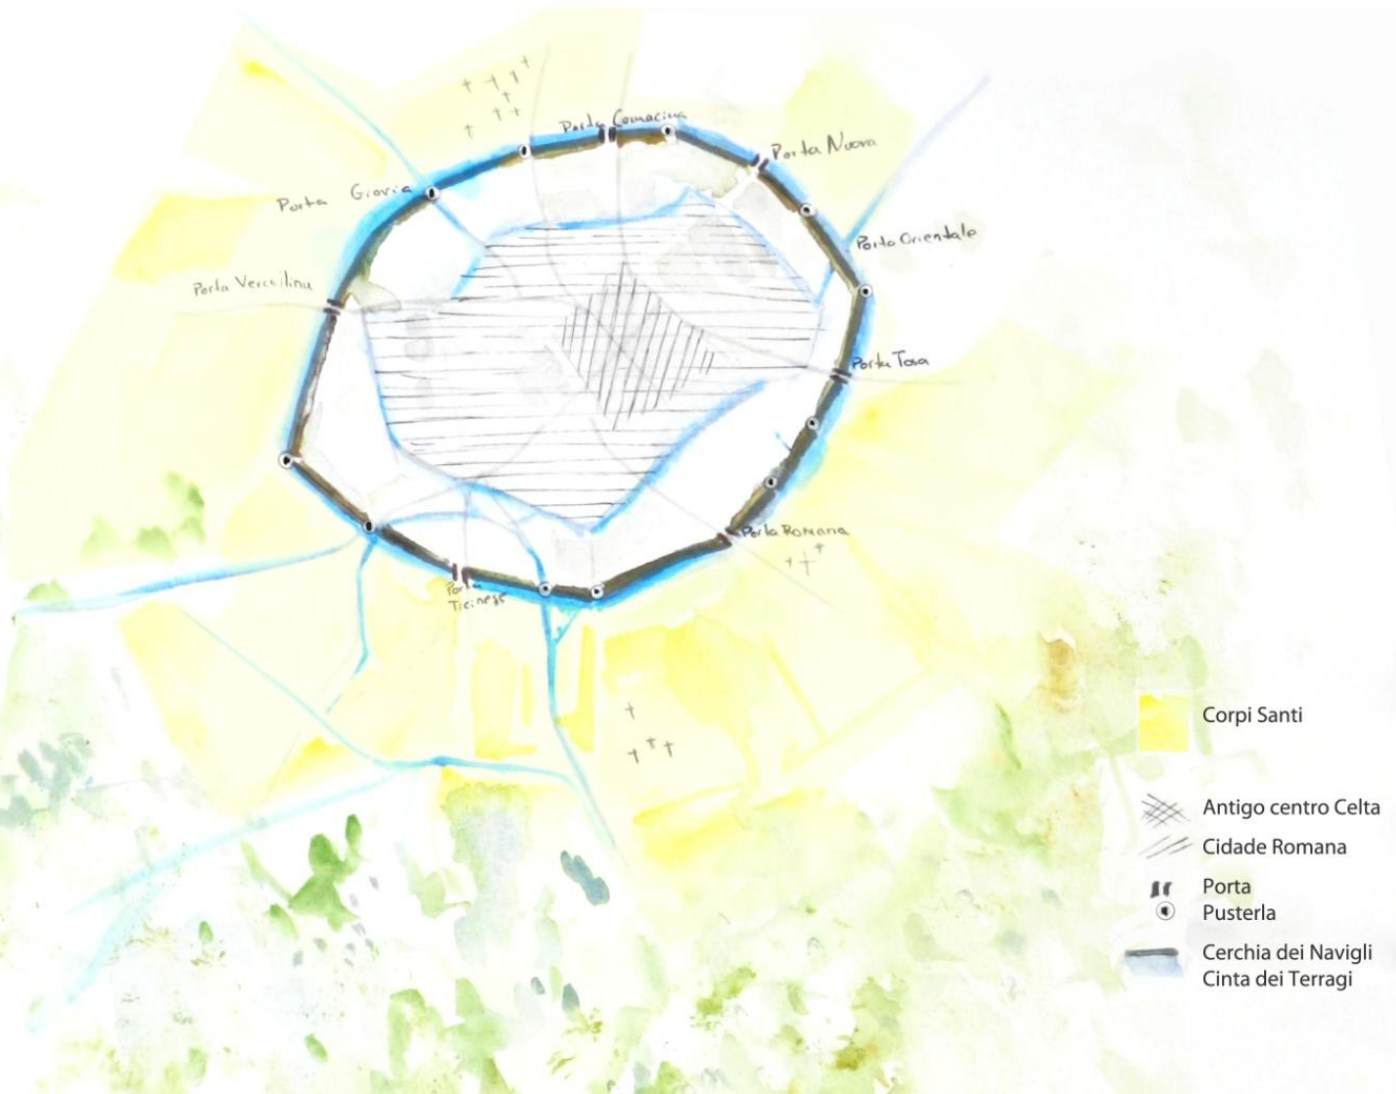 Porta Comacina
Porta Nuova
Porta Giovia
Porta Orientale
Porta Vercellina
Porta Tosa
Porta Romana
Porta
Ticinese
Corpi Santi
Antigo centro Celta
Cidade Romana
Porta
Pusterla
Cerchia dei Navigli
Cinta dei Terragi